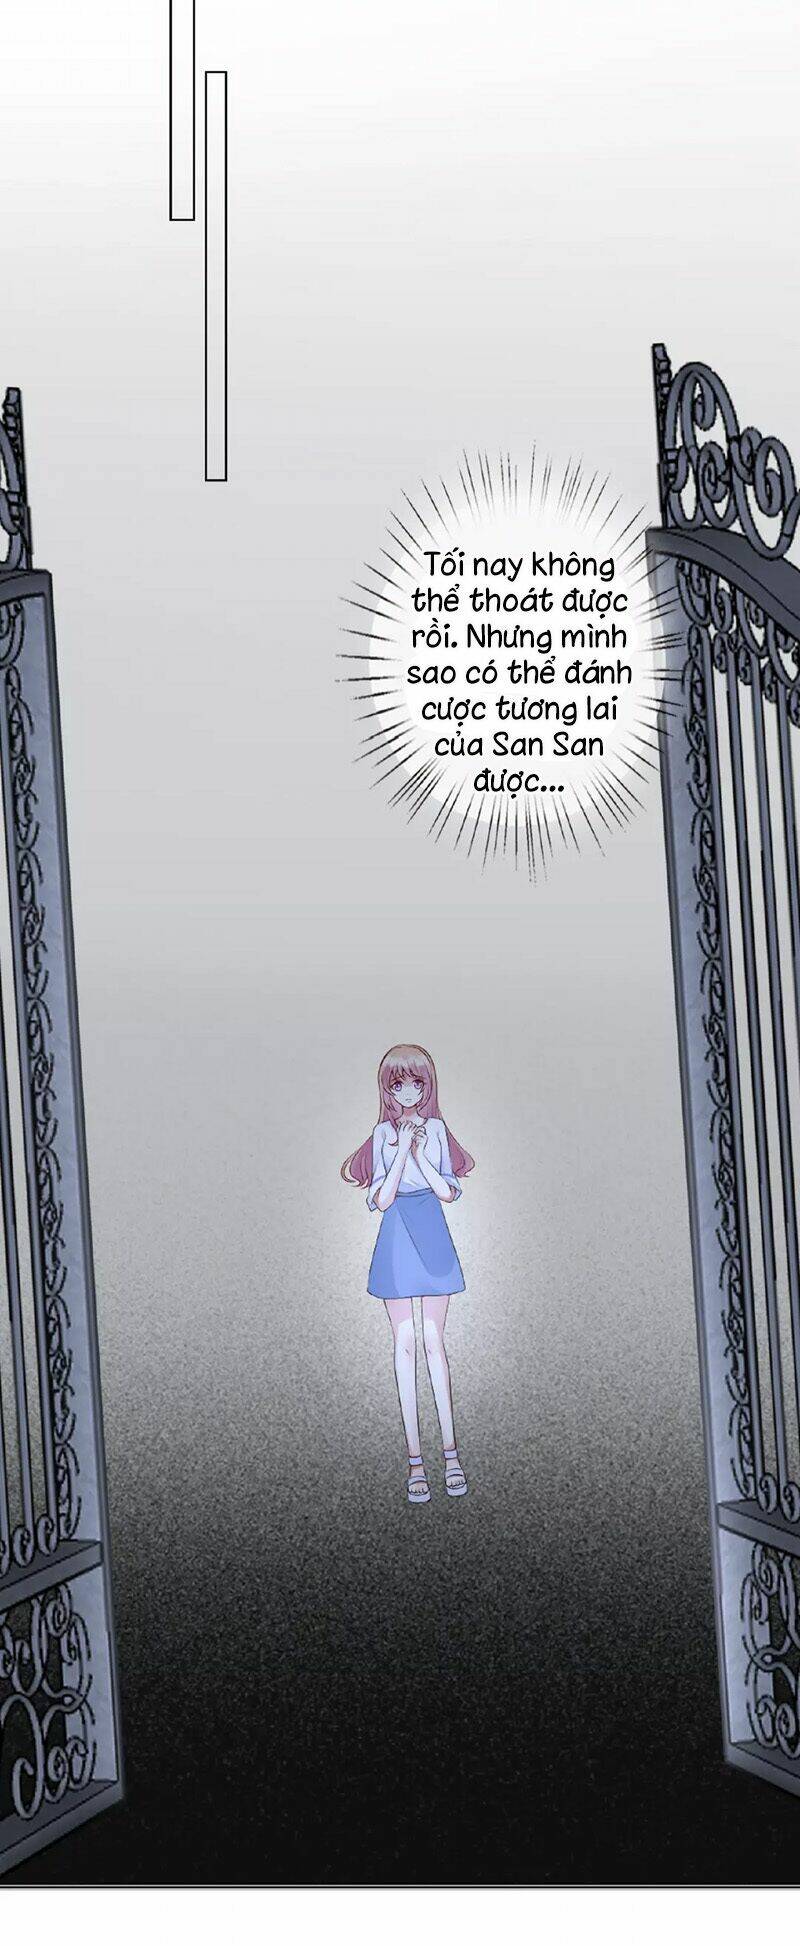 Tối nay không
thể thoát được
rồi. Nhưng mình
sao có thể đánh
cược tương lai
của San San
được...